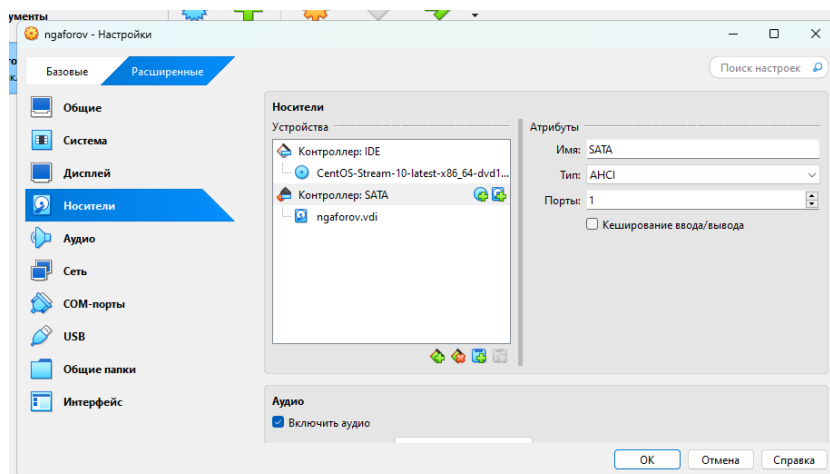 ументы
ngaforov - Настройки
Базовые
Расширенные
Поиск настроек
Общие
Система
Дисплей
Носители
Аудио
Сеть
COM-порты
USB
Общие папки
Интерфейс
Носители
Устройства
Контроллер: IDE
CentOS-Stream-10-latest-x86_64-dvd1...
Контроллер: SATA
ngaforov.vdi
Атрибуты
Имя: SATA
Тип: AHCI
Порты: 1
Кеширование ввода/вывода
Аудио
Включить аудио
OK
Отмена
Справка